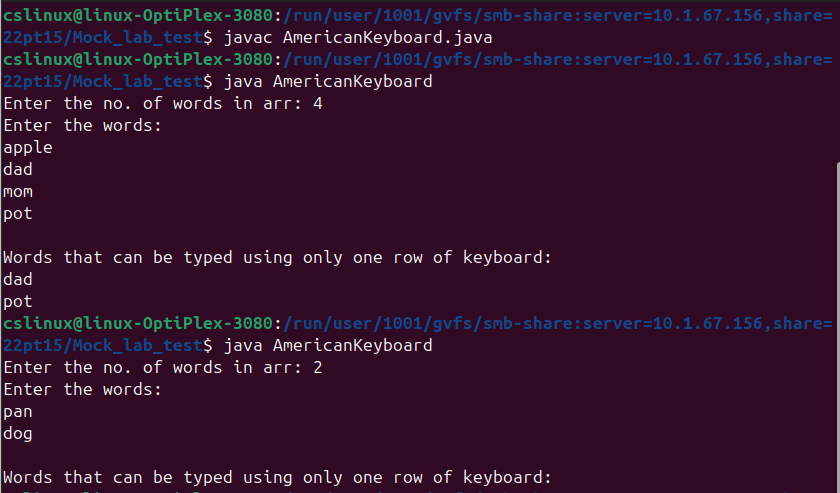 cslinux@linux-OptiPlex-3080:/run/user/1001/gvfs/smb-share:server=10.1.67.156,share=
22pt15/Mock_lab_test$ javac AmericanKeyboard.java
cslinux@linux-OptiPlex-3080:/run/user/1001/gvfs/smb-share:server=10.1.67.156,share=
22pt15/Mock_lab_test$ java AmericanKeyboard
Enter the no. of words in arr: 4
Enter the words:
apple
dad
mom
pot

Words that can be typed using only one row of keyboard:
dad
pot
cslinux@linux-OptiPlex-3080:/run/user/1001/gvfs/smb-share:server=10.1.67.156,share=
22pt15/Mock_lab_test$ java AmericanKeyboard
Enter the no. of words in arr: 2
Enter the words:
pan
dog

Words that can be typed using only one row of keyboard: